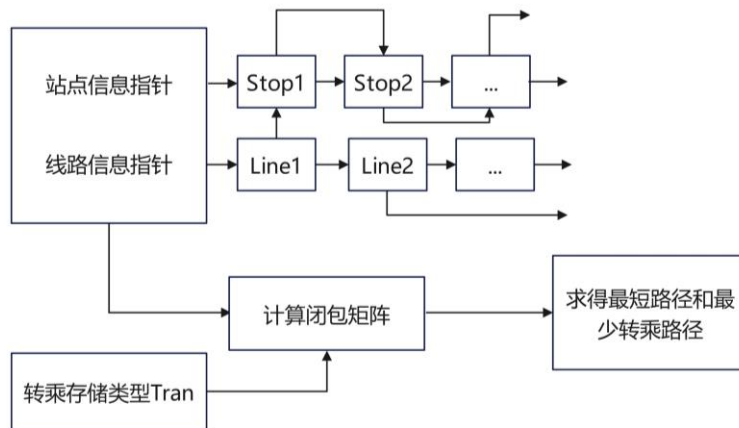 站点信息指针
Stop1
Stop2
...
线路信息指针
Line1
Line2
...
计算闭包矩阵
求得最短路径和最
少转乘路径
转乘存储类型Tran